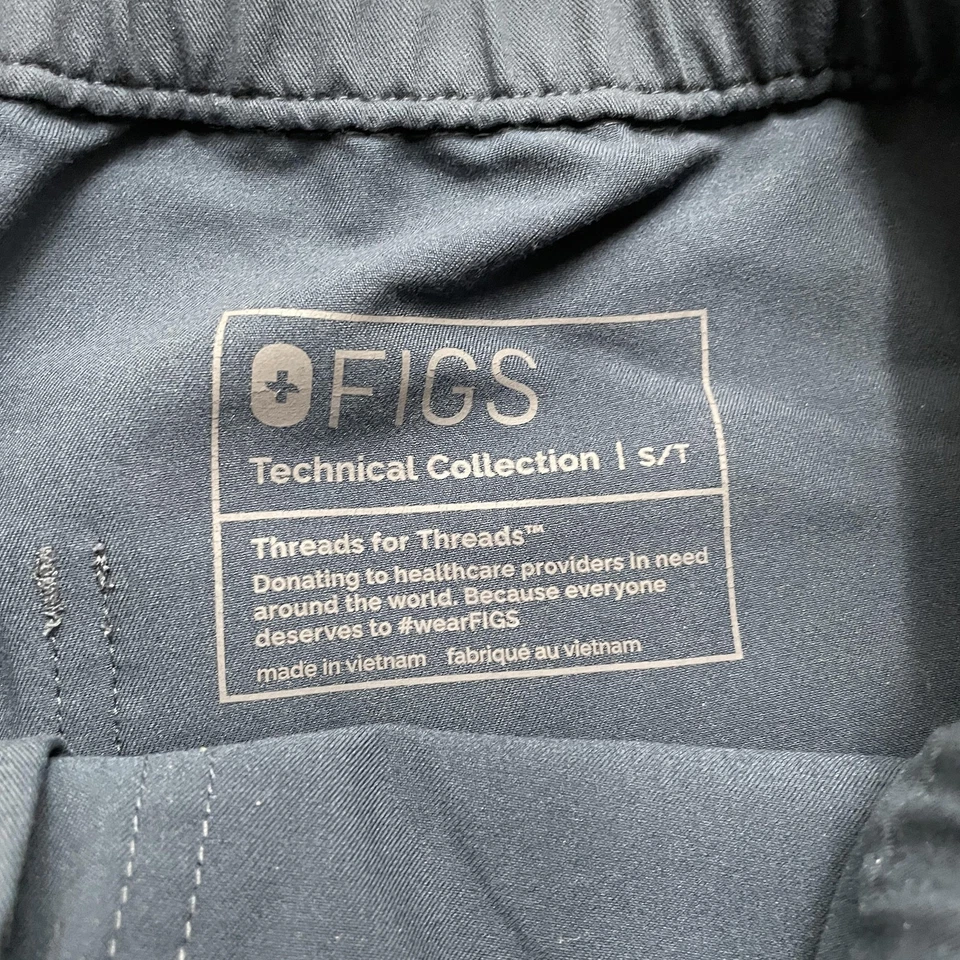 FIGS
Technical Collection | S/T
Threads for Threads™
Donating to healthcare providers in need
around the world. Because everyone
deserves to #wearFIGS
made in vietnam fabriqué au vietnam